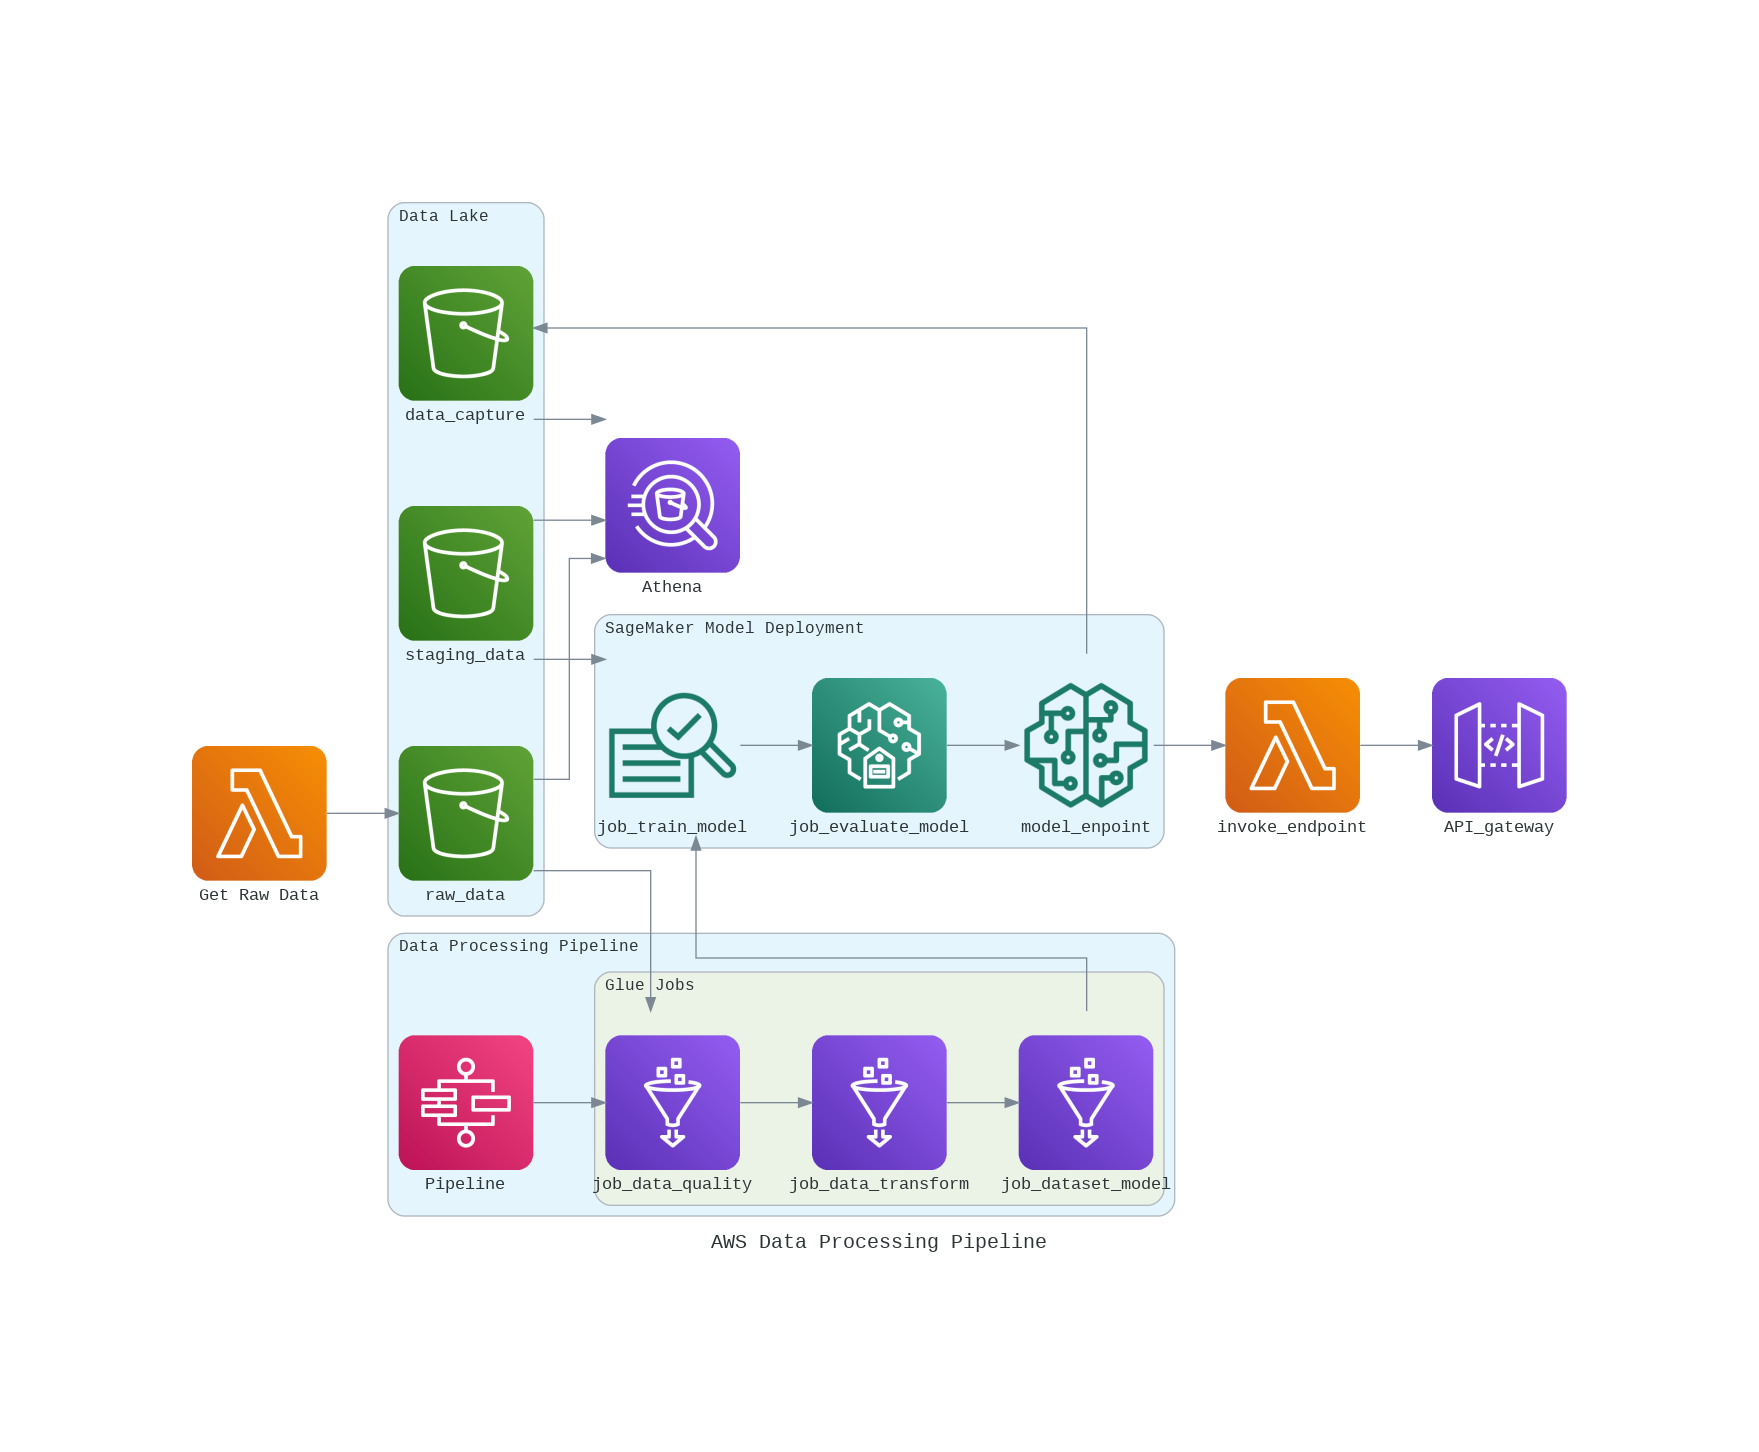 Data Lake
data_capture
Athena
staging_data
SageMaker Model Deployment
job_train_model
job_evaluate_model
model_enpoint
invoke_endpoint
API_gateway
Get Raw Data
raw_data
Data Processing Pipeline
Glue Jobs
Pipeline
job_data_quality
job_data_transform
job_dataset_model
AWS Data Processing Pipeline